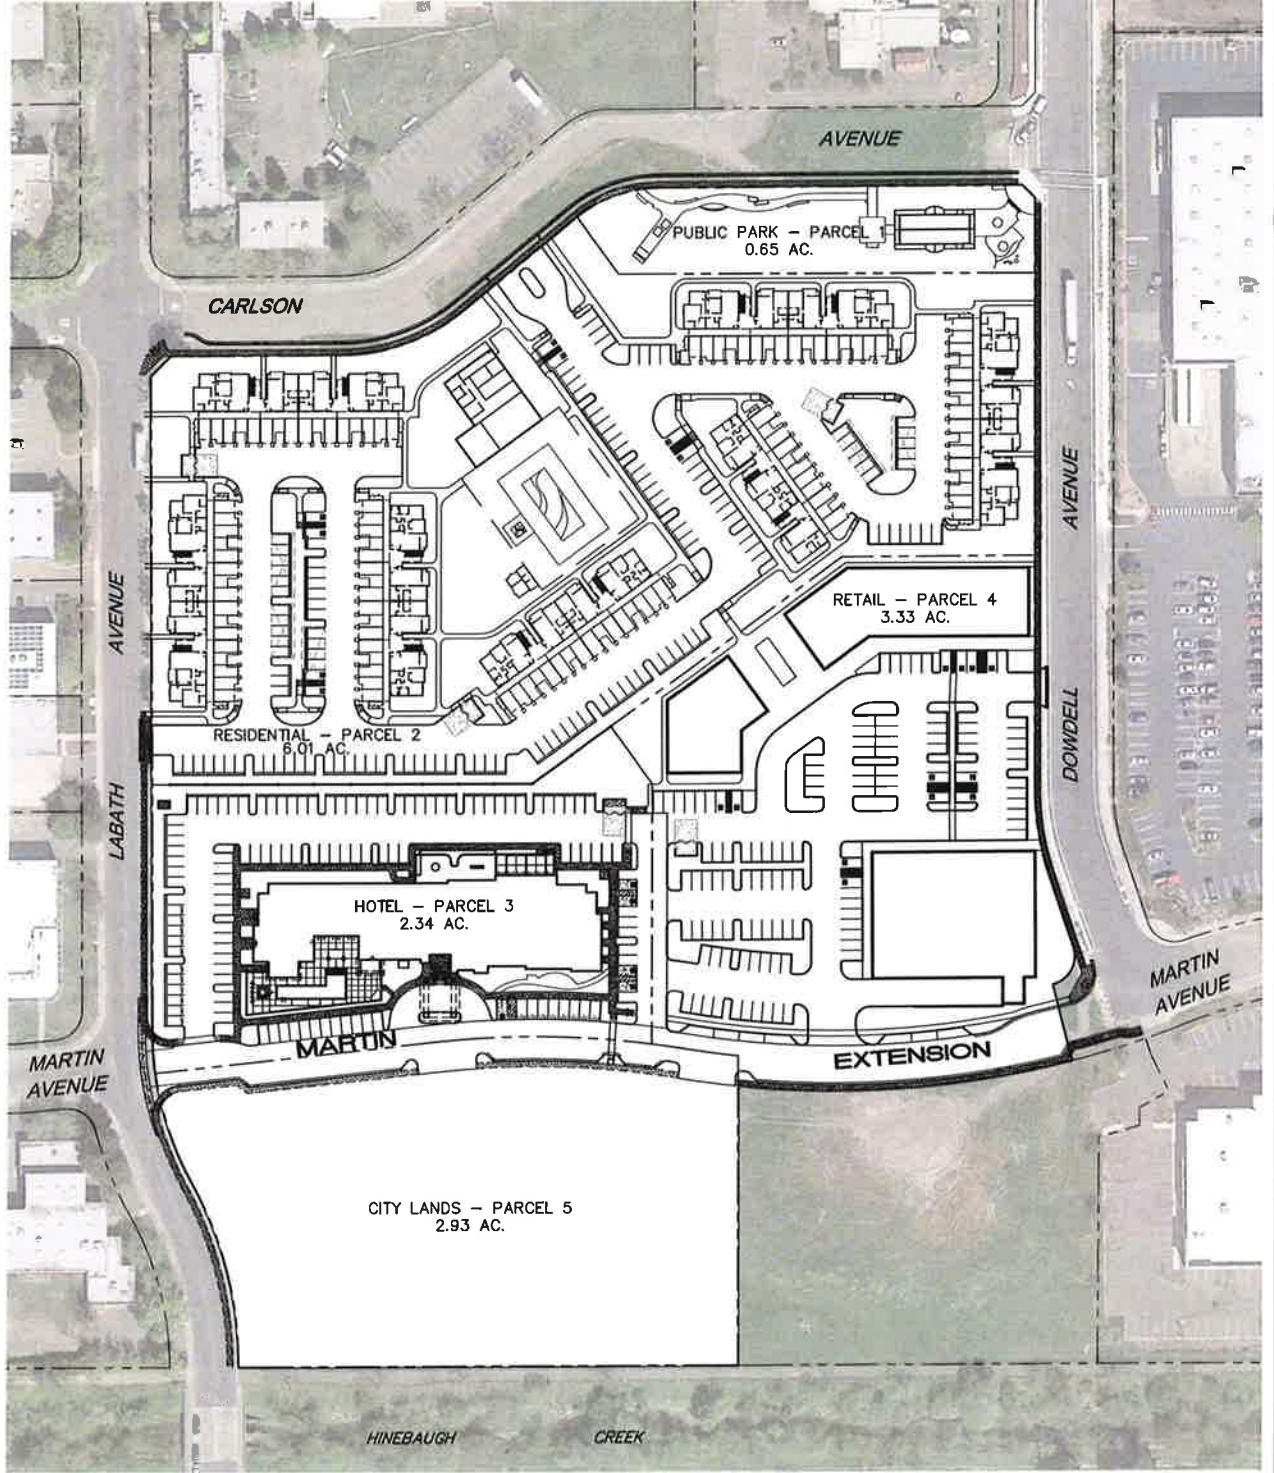 AVENUE
PUBLIC PARK – PARCEL 1
0.65 AC.
CARLSON
AVENUE
AVENUE
RETAIL – PARCEL 4
3.33 AC.
RESIDENTIAL – PARCEL 2
6.01 AC.
DOWDELL
LABATH
HOTEL – PARCEL 3
2.34 AC.
MARTIN
AVENUE
MARTIN
EXTENSION
MARTIN
AVENUE
CITY LANDS – PARCEL 5
2.93 AC.
HINEBAUGH
CREEK